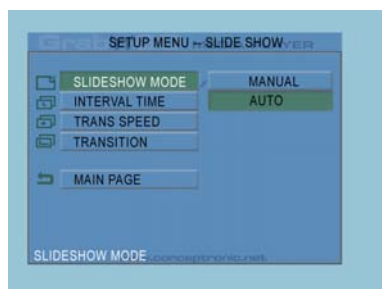 SETUP MENU ~ SLIDE SHOW
SLIDESHOW MODE
MANUAL
INTERVAL TIME
AUTO
TRANS SPEED
TRANSITION
MAIN PAGE
SLIDESHOW MODE